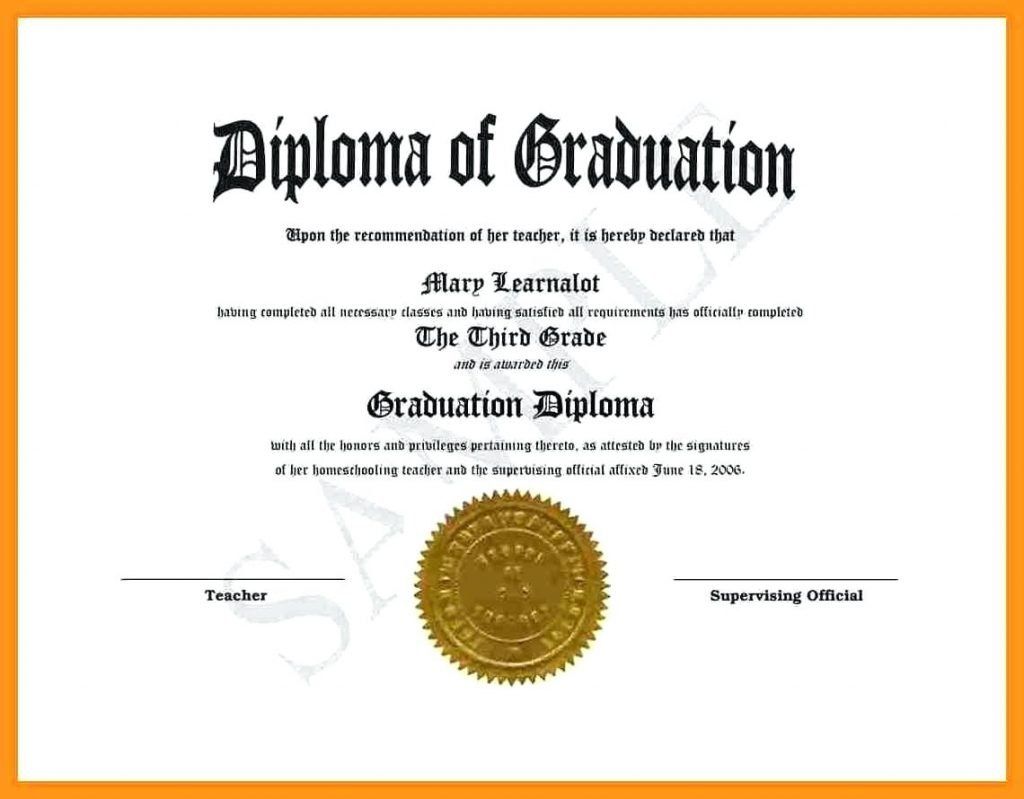 Diploma of Graduation
Upon the recommendation of her teacher, it is hereby declared that
Mary Learnalot
having completed all necessary classes and having satisfied all requirements has officially completed
The Third Grade
and is awarded this
Graduation Diploma
with all the honors and privileges pertaining thereto, as attested by the signatures
of her homeschooling teacher and the supervising official affixed June 18, 2006.
Teacher
Supervising Official
SAMPLE